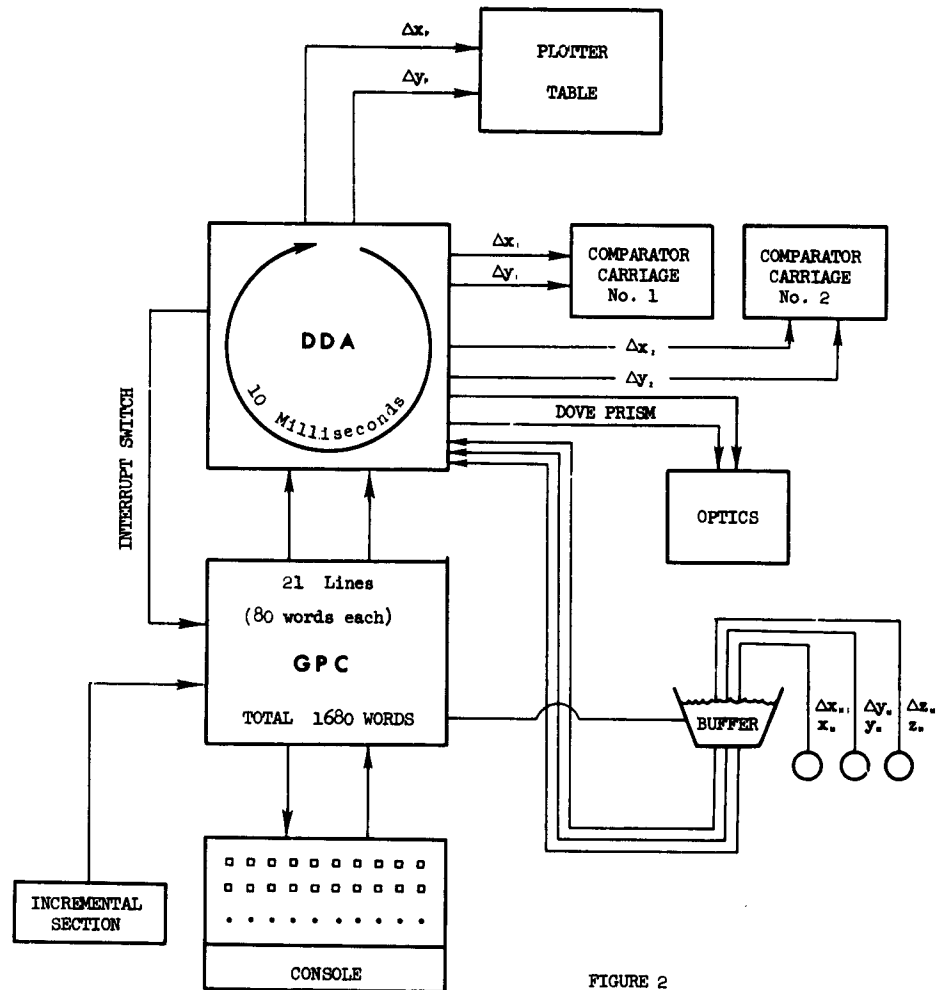 Δx
PLOTTER
Δy
TABLE
Δx
COMPARATOR
CARRIAGE
No. 1
Δy
COMPARATOR
CARRIAGE
No. 2
DDA
10 Milliseconds
Δx
Δy
DOVE PRISM
INTERRUPT SWITCH
OPTICS
21 Lines
(80 words each)
GPC
TOTAL 1680 WORDS
BUFFER
Δx
x
Δy
y
Δz
z
INCREMENTAL
SECTION
CONSOLE
FIGURE 2